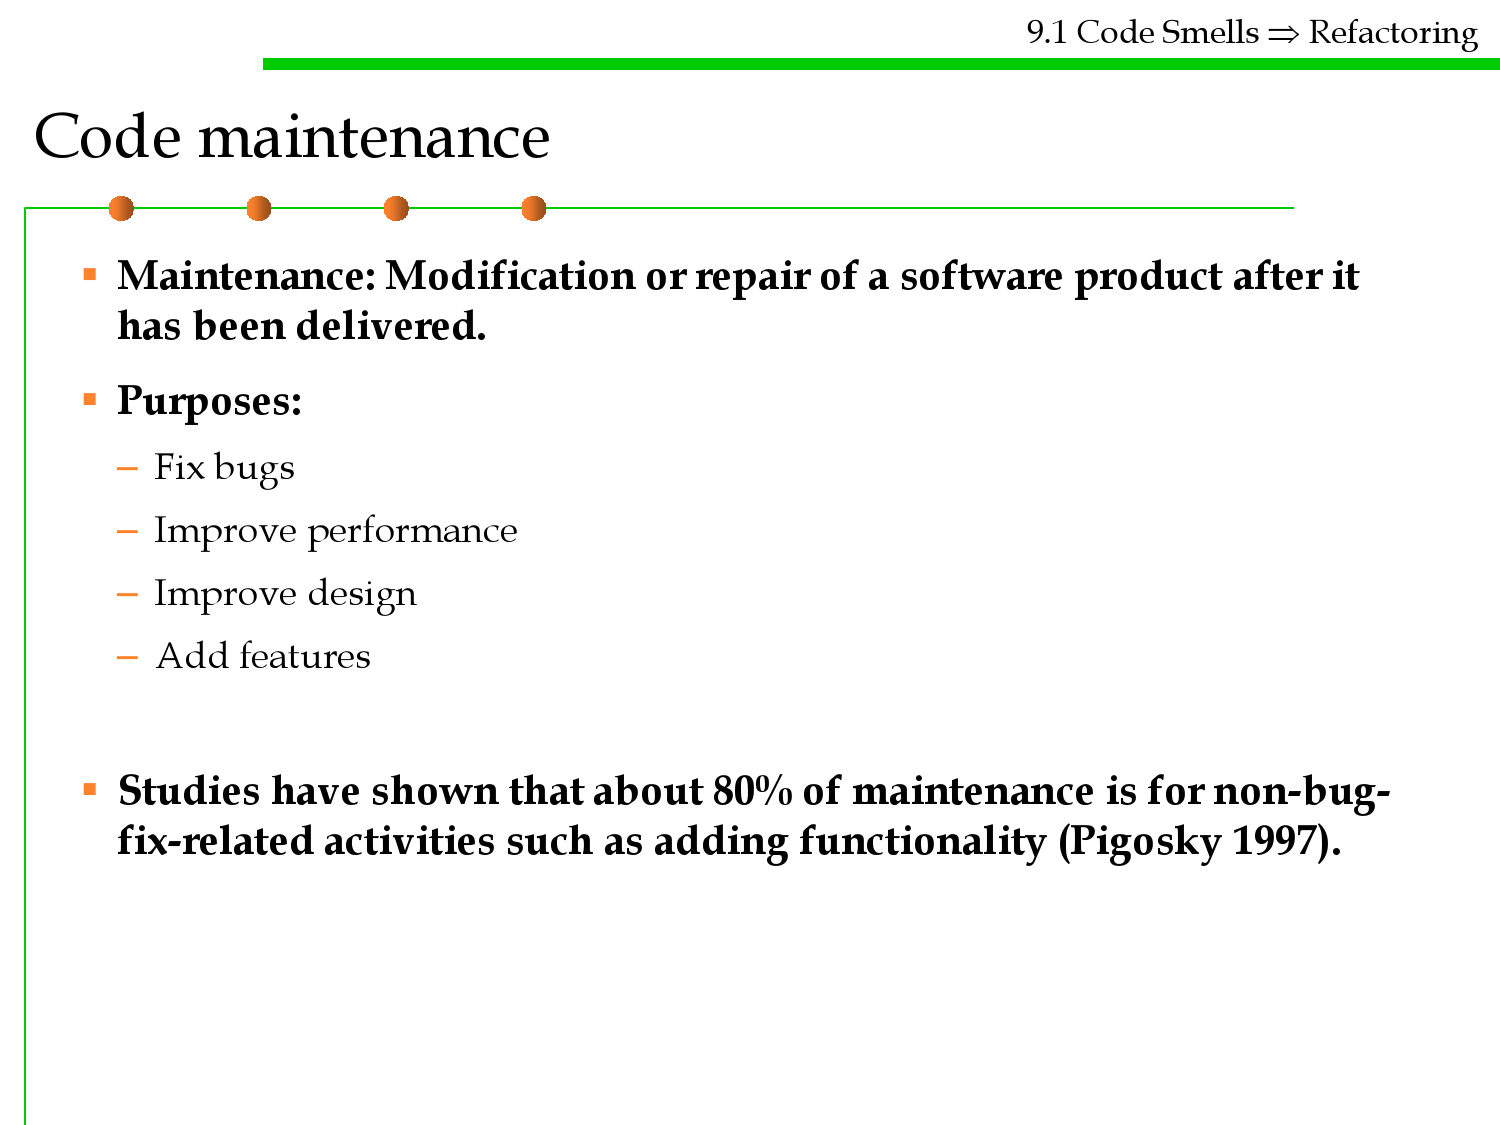 9.1 Code Smells ⇒ Refactoring
Code maintenance
▪ Maintenance: Modification or repair of a software product after it
has been delivered.
▪ Purposes:
– Fix bugs
– Improve performance
– Improve design
– Add features
▪ Studies have shown that about 80% of maintenance is for non-bug-
fix-related activities such as adding functionality (Pigosky 1997).